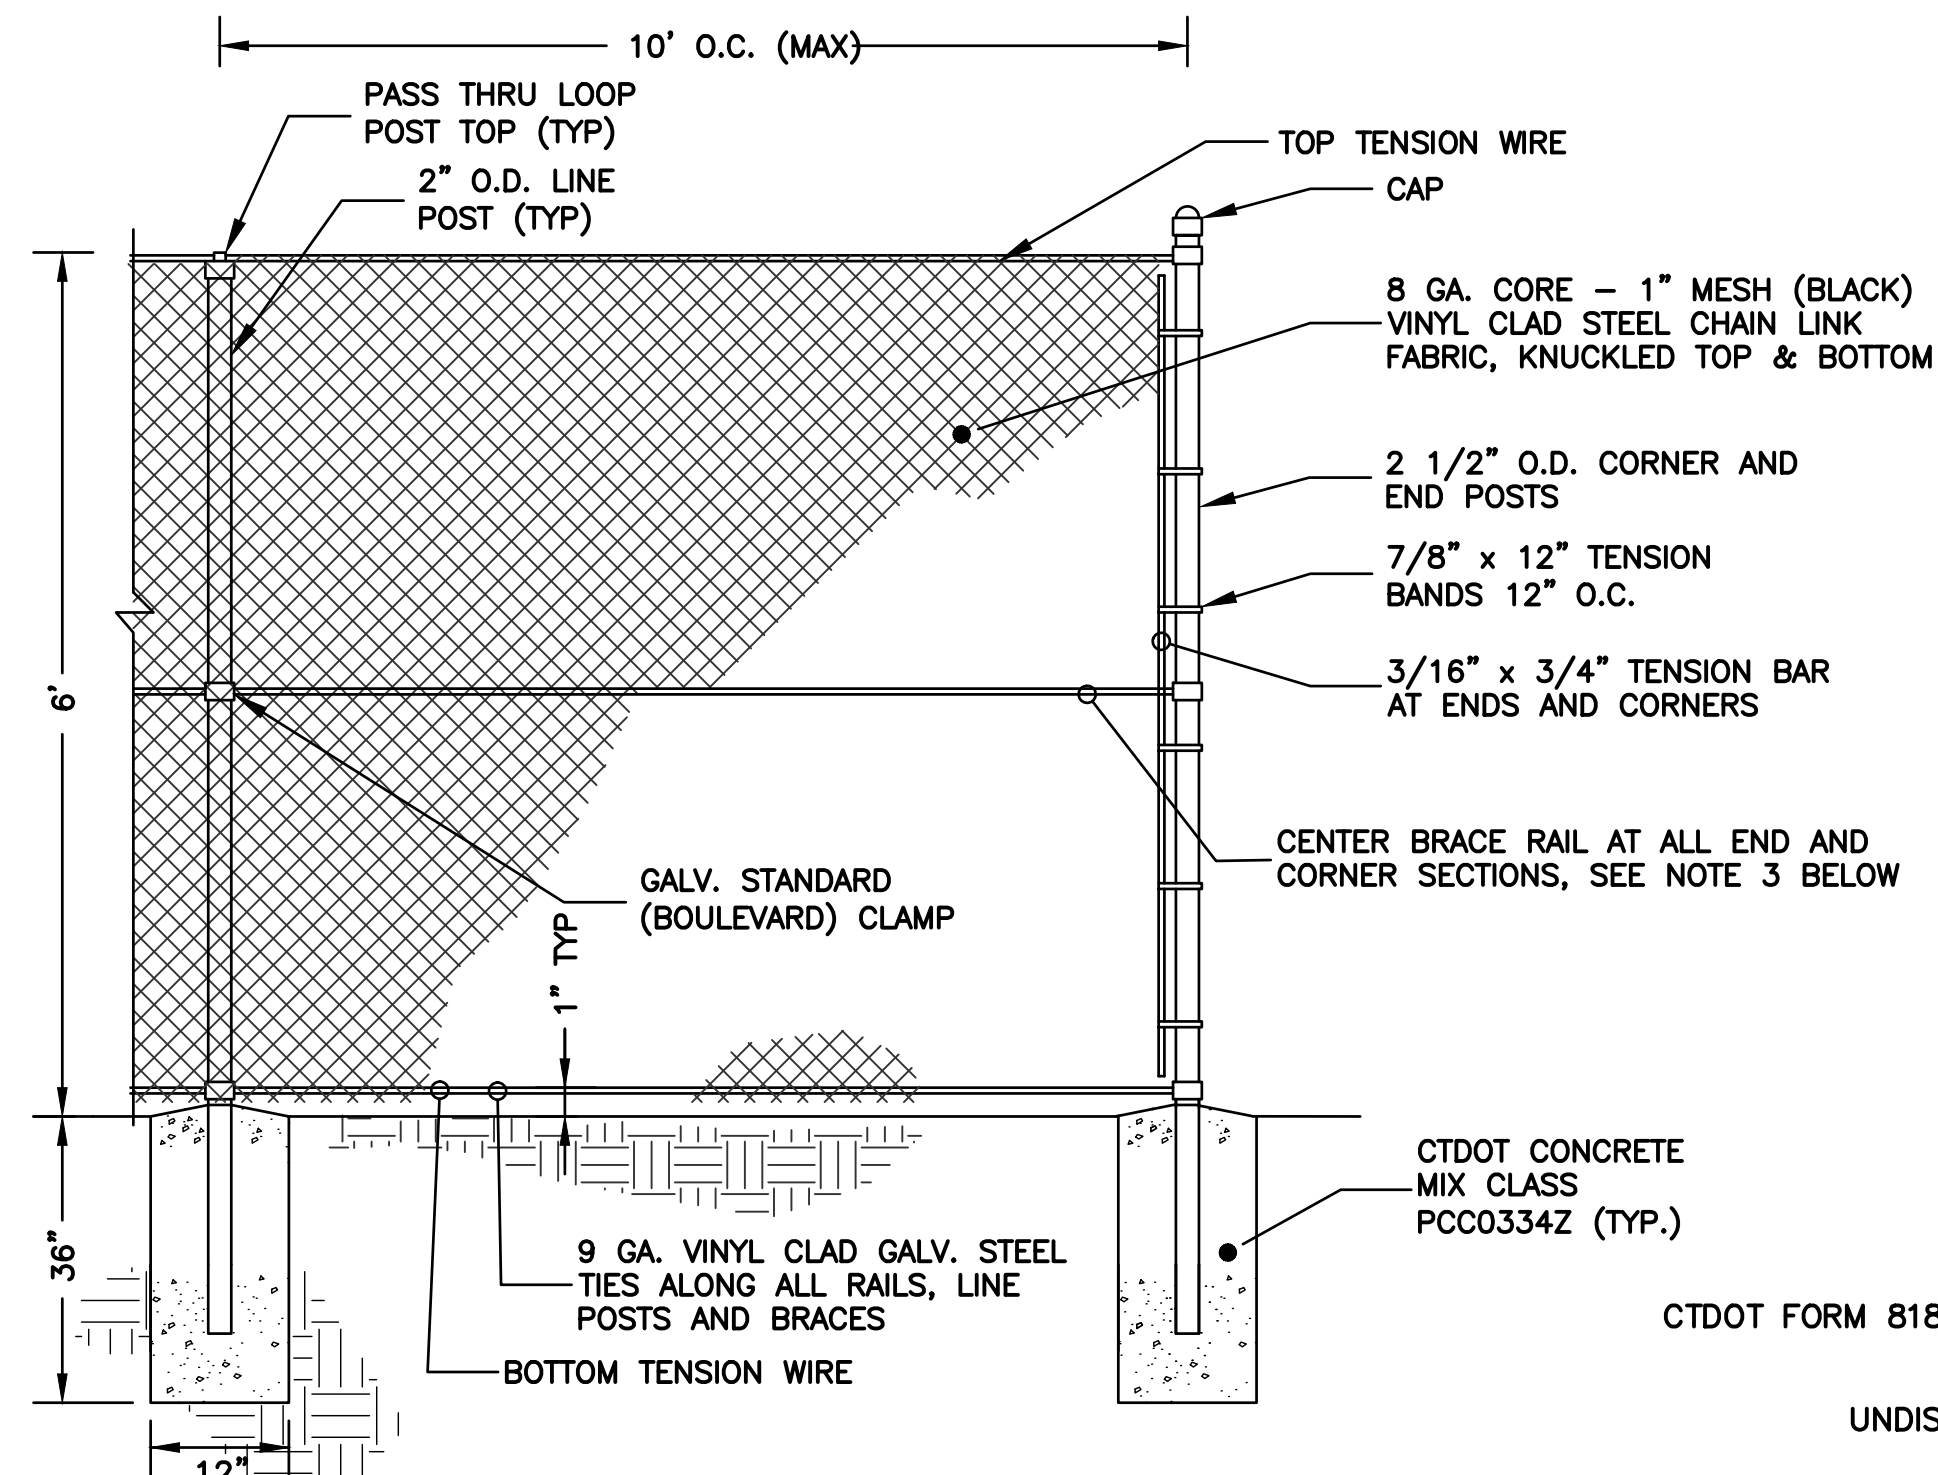 10' O.C. (MAX)
PASS THRU LOOP
POST TOP (TYP)
2" O.D. LINE
POST (TYP)
TOP TENSION WIRE
CAP
8 GA. CORE – 1" MESH (BLACK)
VINYL CLAD STEEL CHAIN LINK
FABRIC, KNUCKLED TOP & BOTTOM
2 1/2" O.D. CORNER AND
END POSTS
7/8" x 12" TENSION
BANDS 12" O.C.
6'
3/16" x 3/4" TENSION BAR
AT ENDS AND CORNERS
CENTER BRACE RAIL AT ALL END AND
CORNER SECTIONS, SEE NOTE 3 BELOW
GALV. STANDARD
(BOULEVARD) CLAMP
1" TYP
CTDOT CONCRETE
MIX CLASS
PCC0334Z (TYP.)
36"
9 GA. VINYL CLAD GALV. STEEL
TIES ALONG ALL RAILS, LINE
POSTS AND BRACES
CTDOT FORM 818
BOTTOM TENSION WIRE
UNDIS
12"